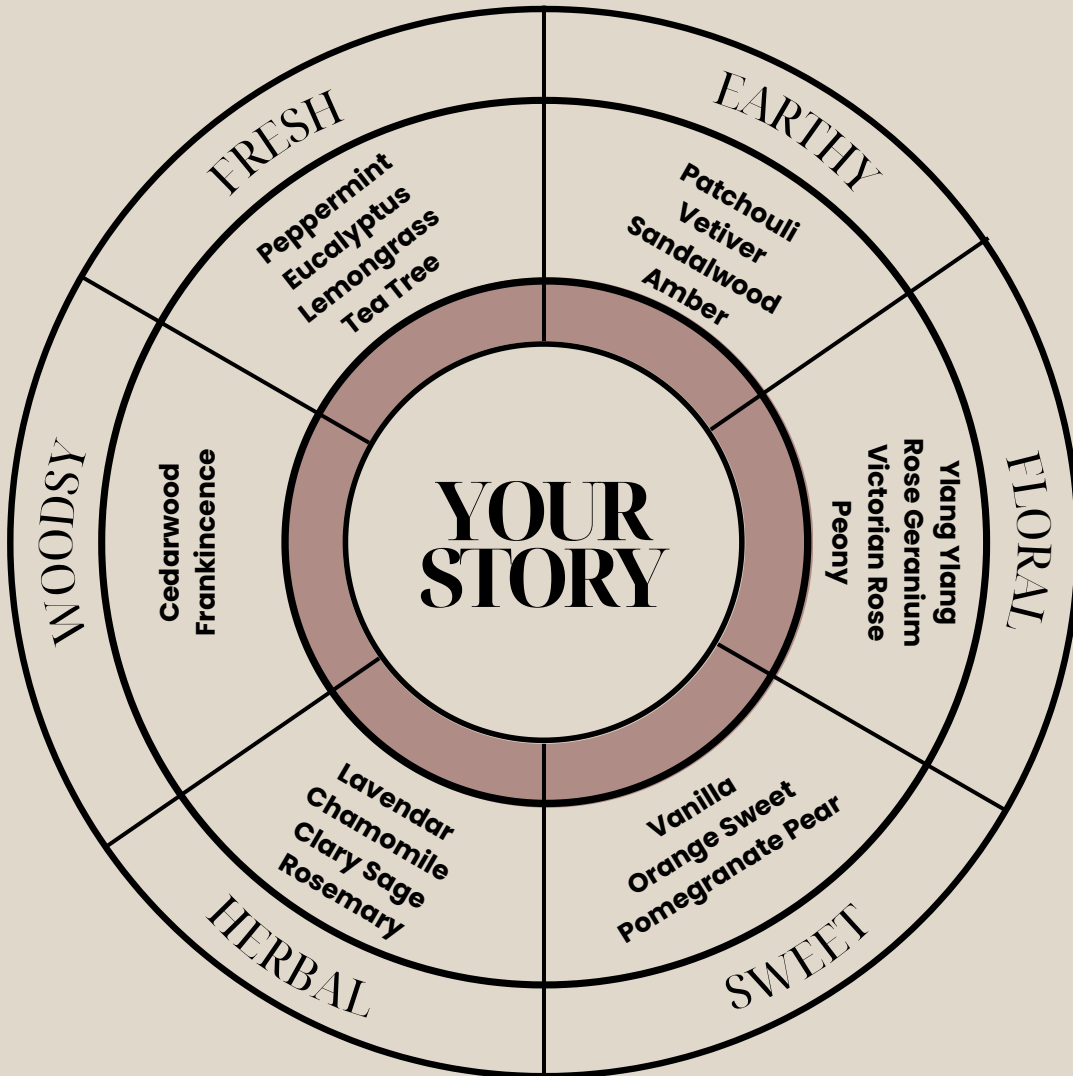 FRESH
Peppermint
Eucalyptus
Lemongrass
Tea Tree
EARTHY
Patchouli
Vetiver
Sandalwood
Amber
FLORAL
Ylang Ylang
Rose Geranium
Victorian Rose
Peony
SWEET
Vanilla
Orange Sweet
Pomegranate Pear
HERBAL
Lavendar
Chamomile
Clary Sage
Rosemary
WOODSY
Cedarwood
Frankincence
YOUR
STORY